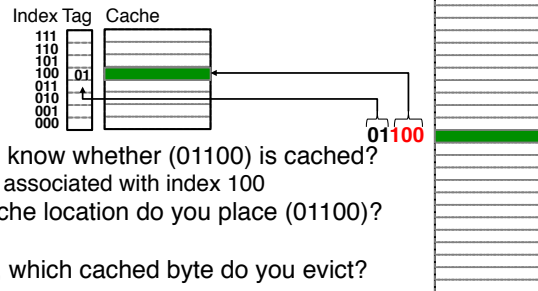 Index Tag Cache
111
110
101
100 01
011
010
001
000
01100
know whether (01100) is cached?
associated with index 100
che location do you place (01100)?
which cached byte do you evict?